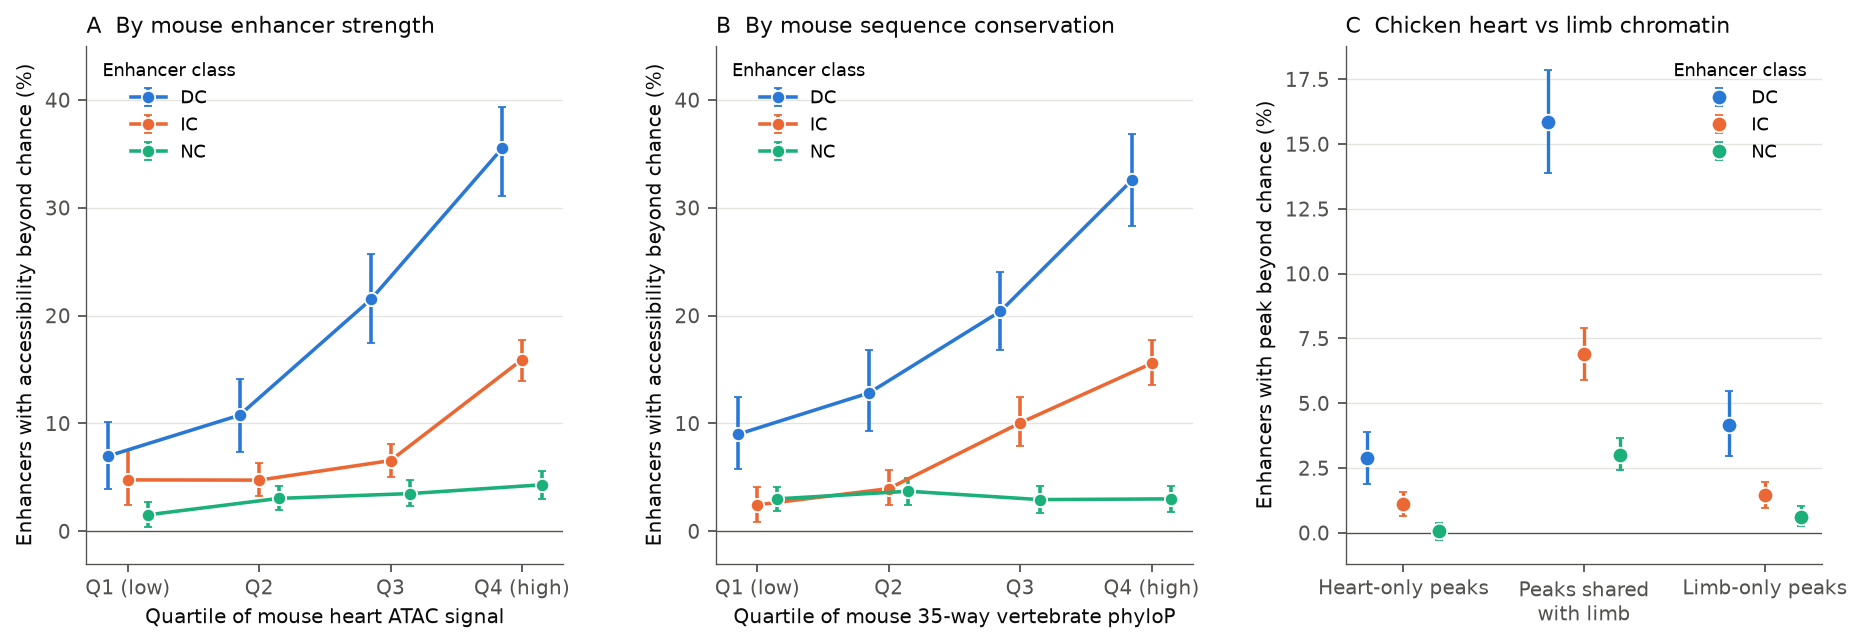 A By mouse enhancer strength
Enhancers with accessibility beyond chance (%)
40
30
20
10
0
Enhancer class
DC
IC
NC
Q1 (low)
Q2
Q3
Q4 (high)
Quartile of mouse heart ATAC signal
B By mouse sequence conservation
Enhancers with accessibility beyond chance (%)
40
30
20
10
0
Enhancer class
DC
IC
NC
Q1 (low)
Q2
Q3
Q4 (high)
Quartile of mouse 35-way vertebrate phyloP
C Chicken heart vs limb chromatin
Enhancers with peak beyond chance (%)
17.5
15.0
12.5
10.0
7.5
5.0
2.5
0.0
Enhancer class
DC
IC
NC
Heart-only peaks
Peaks shared
with limb
Limb-only peaks